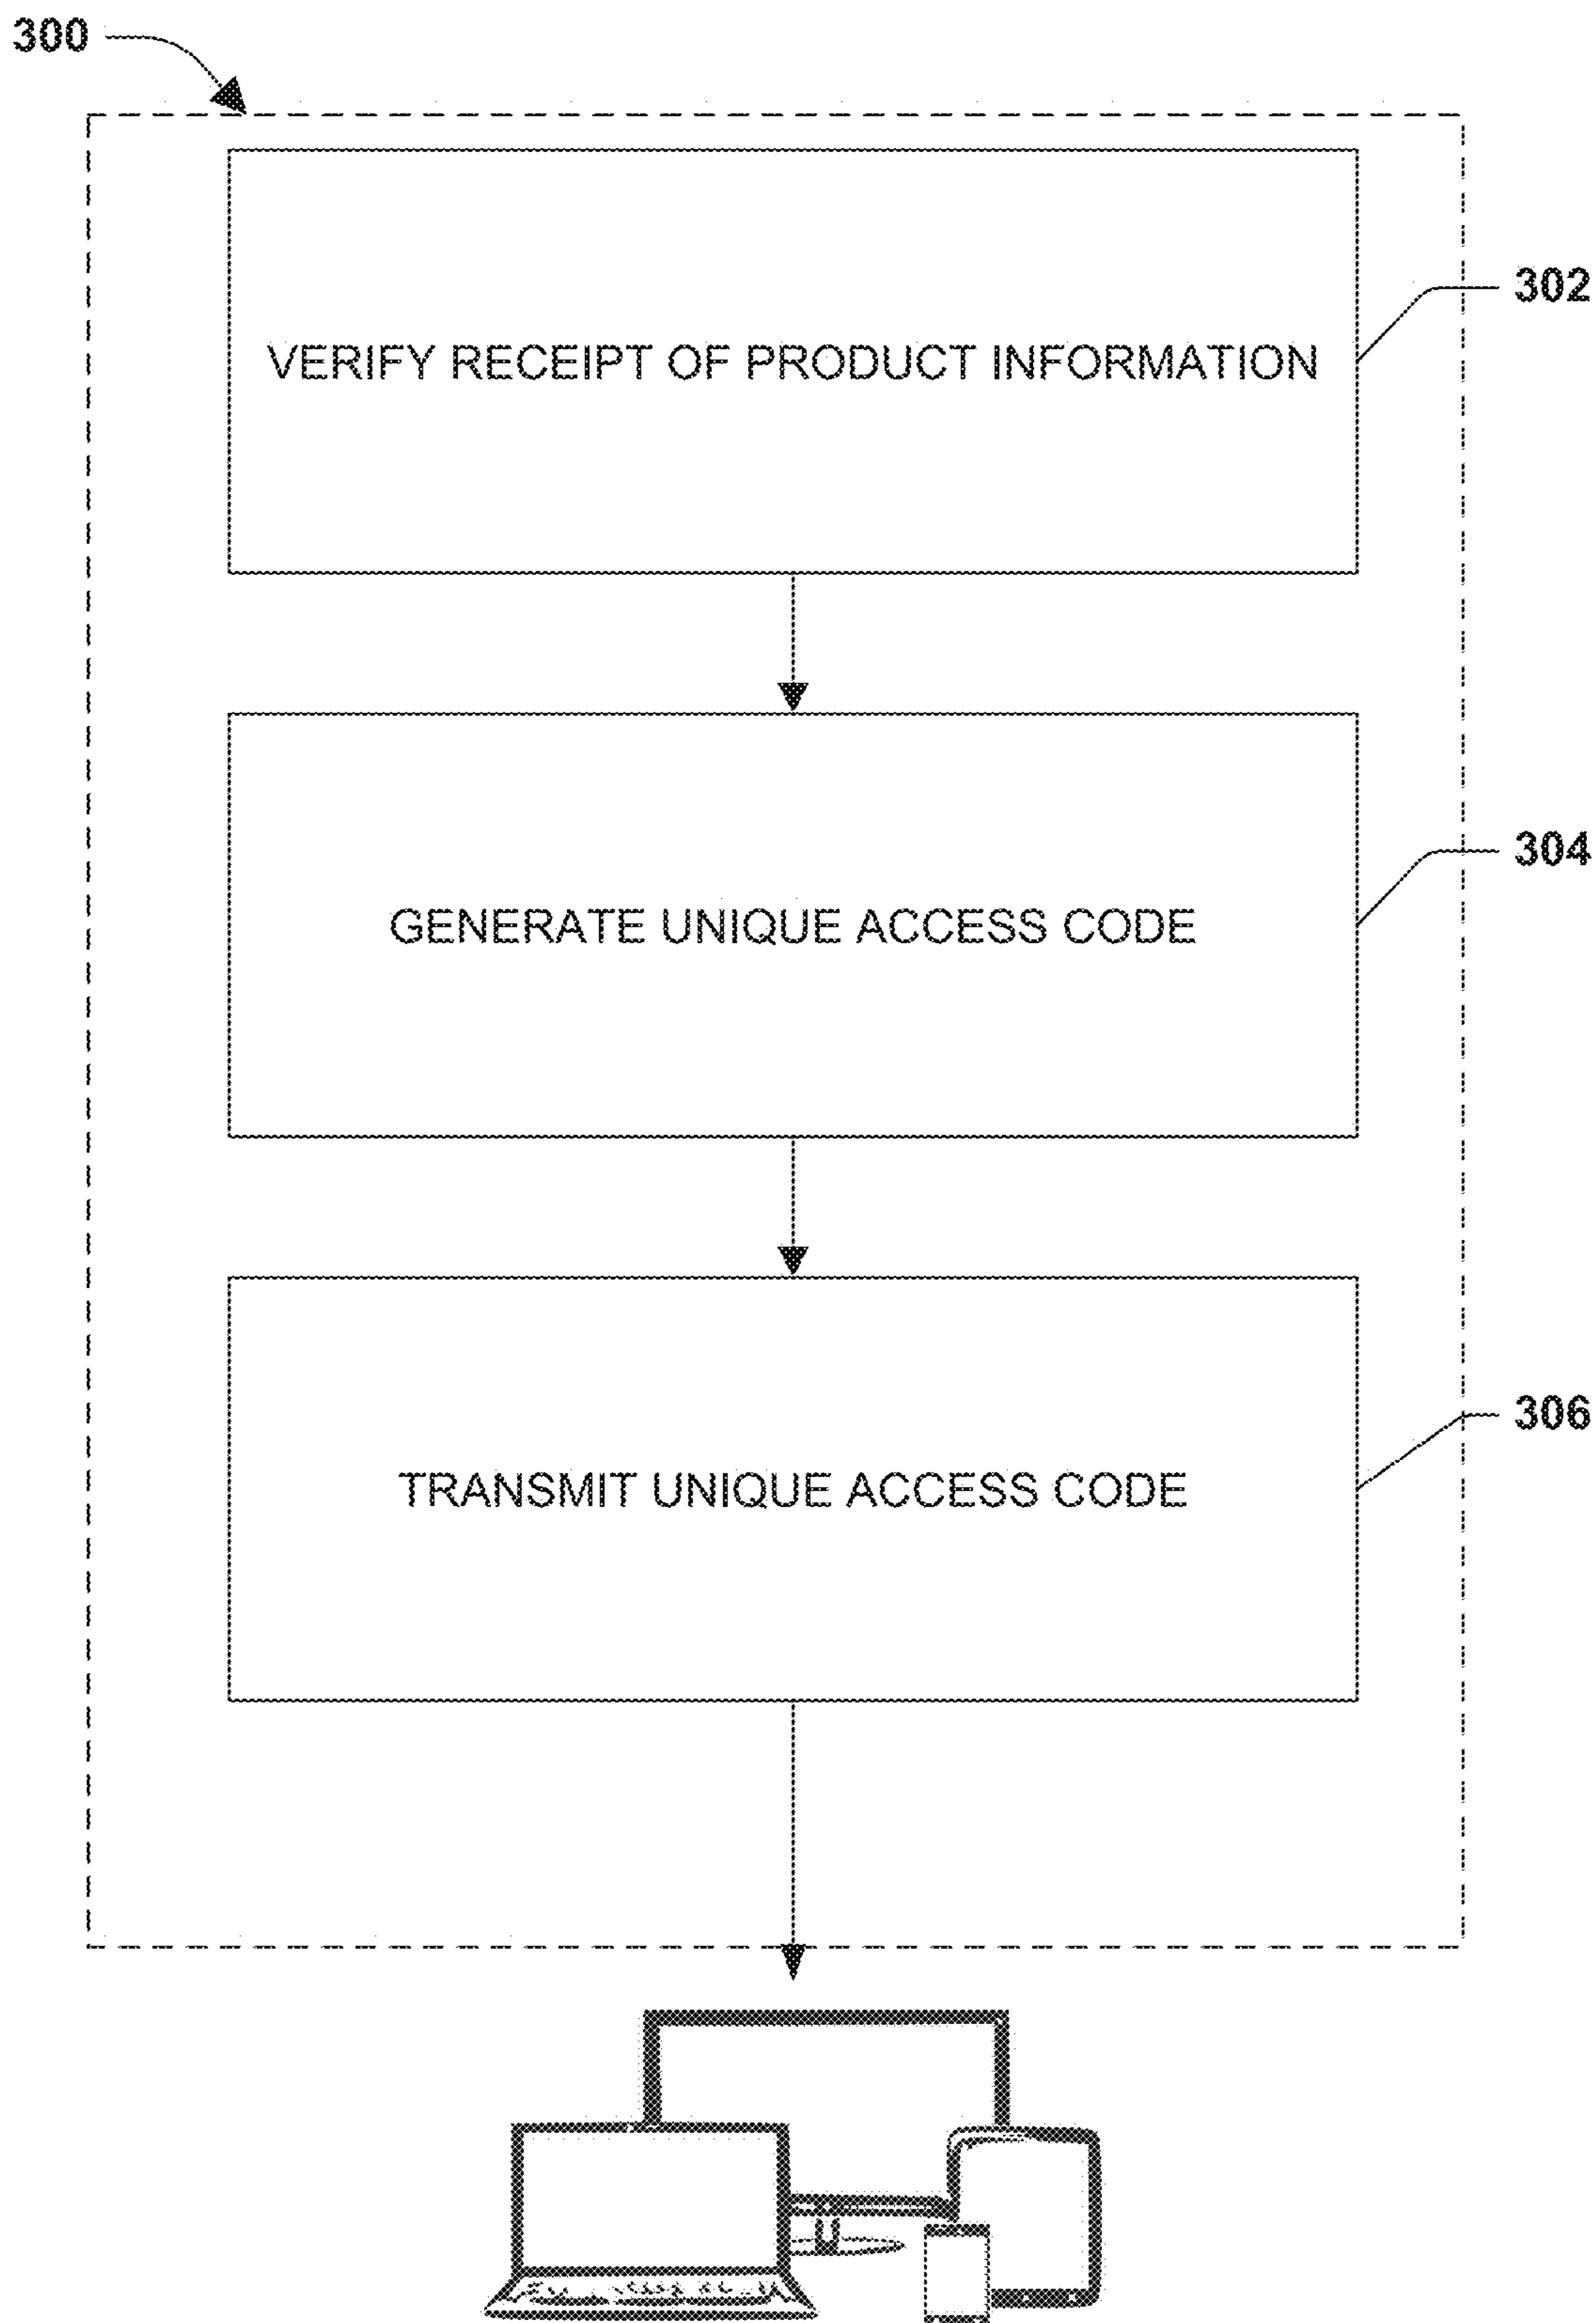 300
VERIFY RECEIPT OF PRODUCT INFORMATION
302
GENERATE UNIQUE ACCESS CODE
304
TRANSMIT UNIQUE ACCESS CODE
306